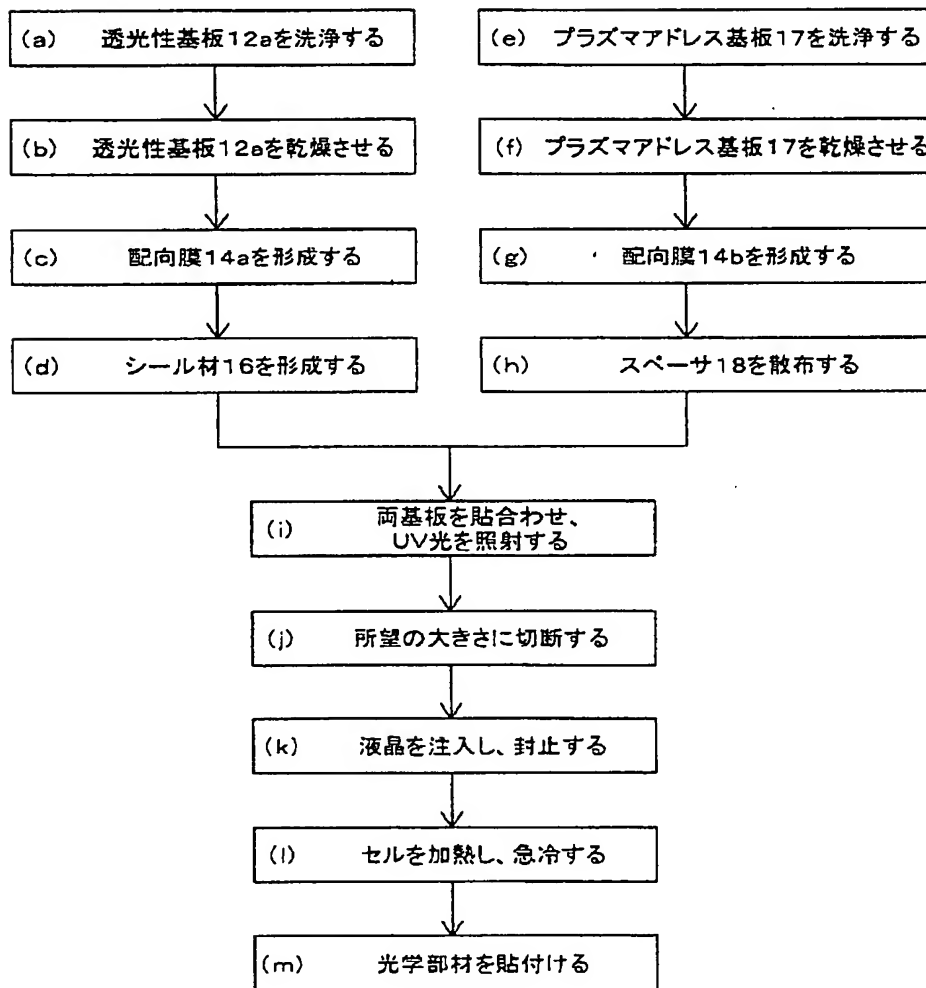 (a) 透光性基板12aを洗浄する
(b) 透光性基板12aを乾燥させる
(c) 配向膜14aを形成する
(d) シール材16を形成する
(e) プラズマアドレス基板17を洗浄する
(f) プラズマアドレス基板17を乾燥させる
(g) 配向膜14bを形成する
(h) スペーサ18を散布する
(i) 両基板を貼合わせ、
UV光を照射する
(j) 所望の大きさに切断する
(k) 液晶を注入し、封止する
(l) セルを加熱し、急冷する
(m) 光学部材を貼付ける